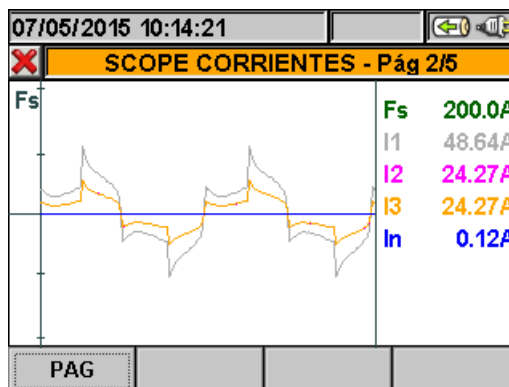 07/05/2015 10:14:21
SCOPE CORRIENTES - Pág 2/5
Fs
Fs 200.0A
I1 48.64A
I2 24.27A
I3 24.27A
In 0.12A
PAG